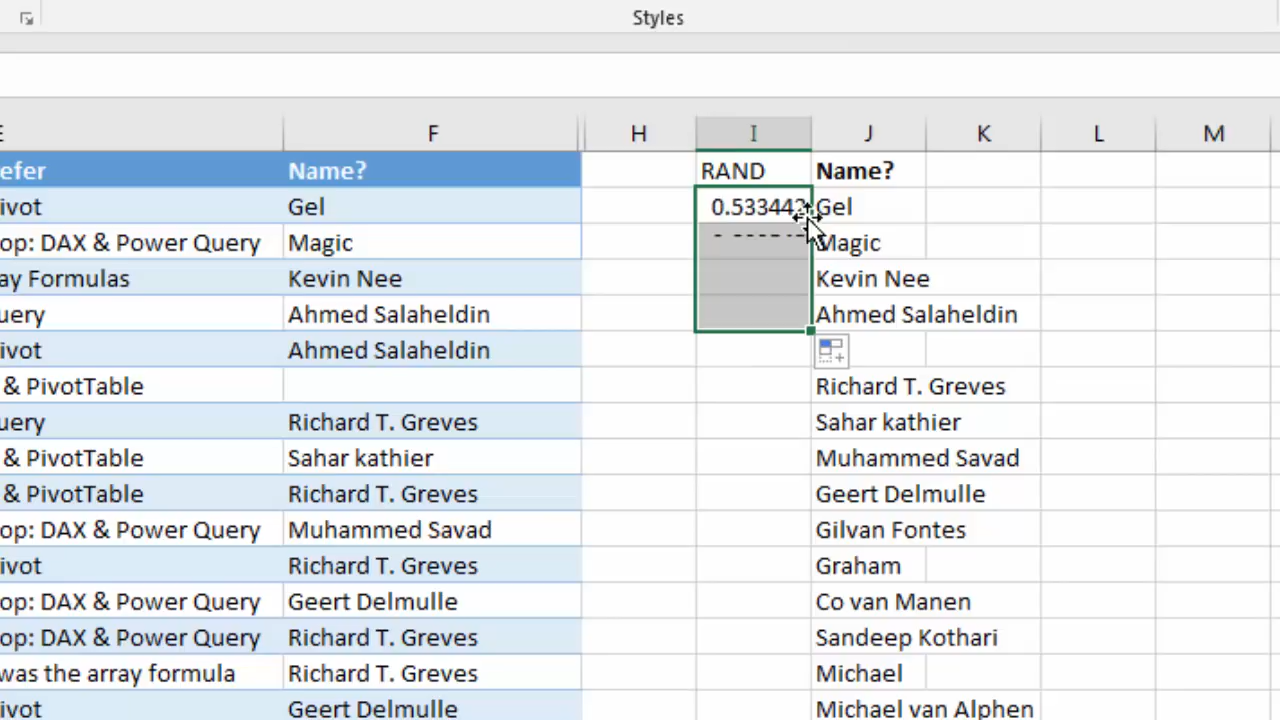 Styles
E F H I J K L M
efer Name? RAND Name?
ivot Gel 0.533442 Gel
op: DAX & Power Query Magic Magic
ay Formulas Kevin Nee Kevin Nee
uery Ahmed Salaheldin Ahmed Salaheldin
ivot Ahmed Salaheldin
& PivotTable Richard T. Greves
uery Richard T. Greves Sahar kathier
& PivotTable Sahar kathier Muhammed Savad
& PivotTable Richard T. Greves Geert Delmulle
op: DAX & Power Query Muhammed Savad Gilvan Fontes
ivot Richard T. Greves Graham
op: DAX & Power Query Geert Delmulle Co van Manen
op: DAX & Power Query Richard T. Greves Sandeep Kothari
was the array formula Richard T. Greves Michael
ivot Geert Delmulle Michael van Alphen